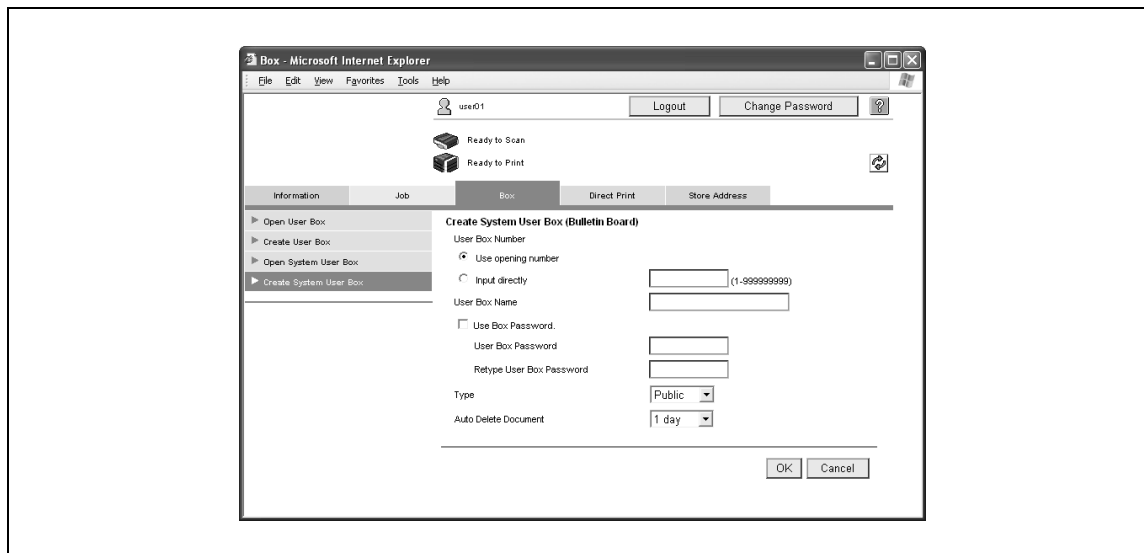 Box - Microsoft Internet Explorer
File Edit View Favorites Tools Help
user01 Logout Change Password ?
Ready to Scan
Ready to Print
Information Job Box Direct Print Store Address
Open User Box
Create User Box
Open System User Box
Create System User Box
Create System User Box (Bulletin Board)
User Box Number
Use opening number
Input directly (1-999999999)
User Box Name
Use Box Password.
User Box Password
Retype User Box Password
Type Public
Auto Delete Document 1 day
OK Cancel